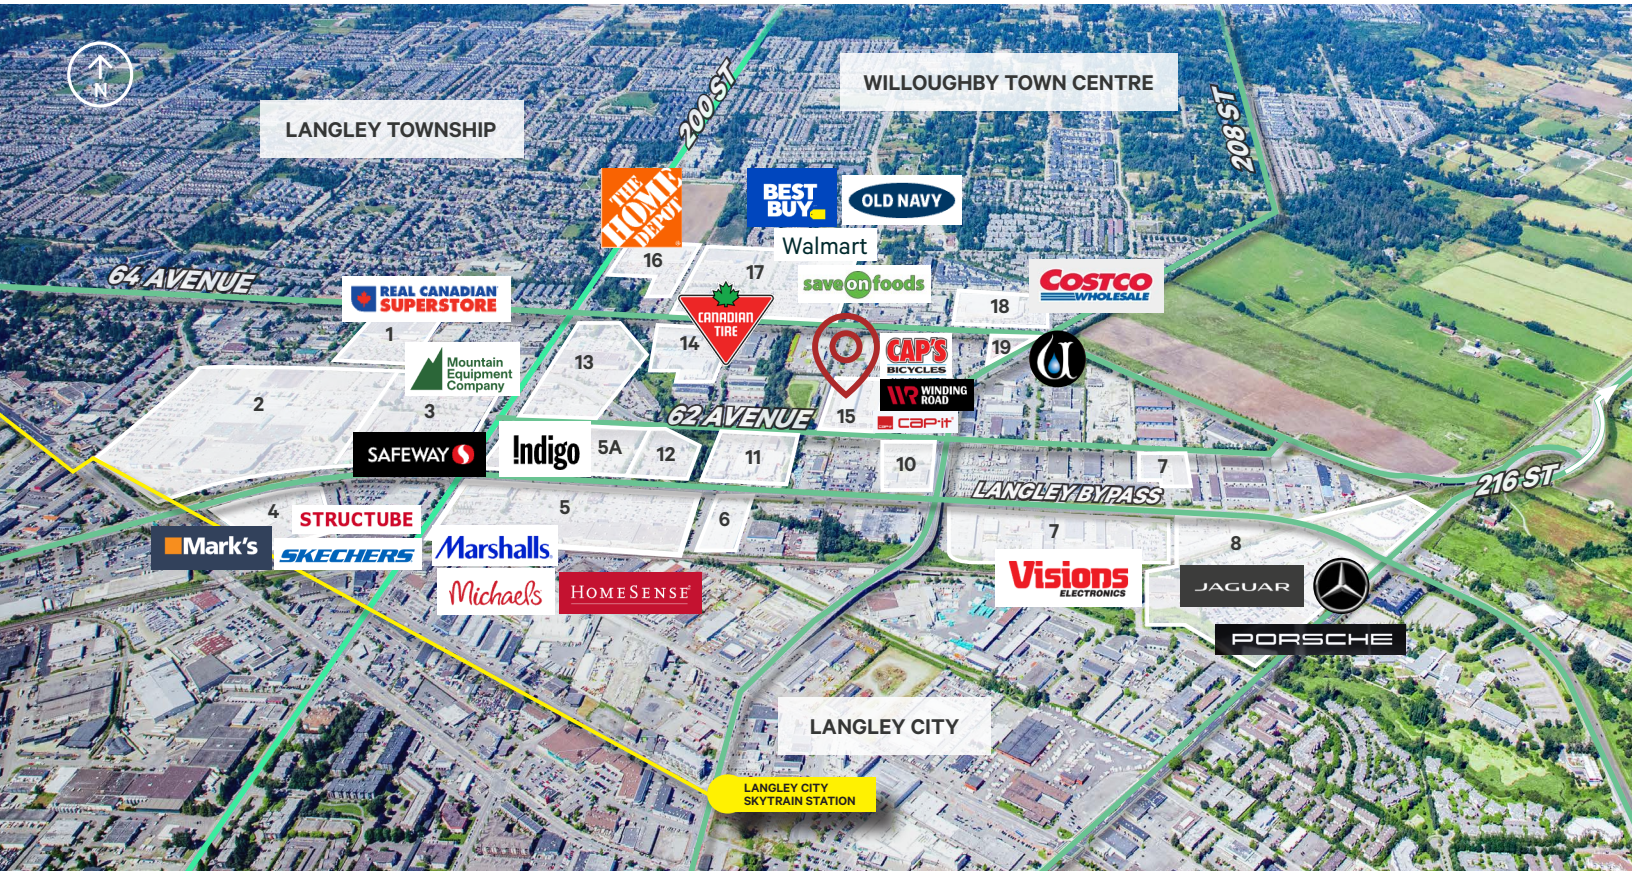 N
LANGLEY TOWNSHIP
WILLOUGHBY TOWN CENTRE
200 ST
208 ST
THE
HOME
DEPOT
BEST
BUY
OLD NAVY
Walmart
save on foods
16
17
64 AVENUE
REAL CANADIAN
SUPERSTORE
COSTCO
WHOLESALE
CANADIAN
TIRE
18
1
13
14
19
CAP'S
BICYCLES
Mountain
Equipment
Company
WR WINDING
ROAD
2
3
62 AVENUE
15
cap-it
SAFEWAY
Indigo
5A
12
11
10
7
LANGLEY BYPASS
216 ST
4
STRUCTUBE
5
6
7
8
Mark's
SKECHERS
Marshalls
Michaels
HOMESENSE
Visions
ELECTRONICS
JAGUAR
PORSCHE
LANGLEY CITY
LANGLEY CITY
SKYTRAIN STATION